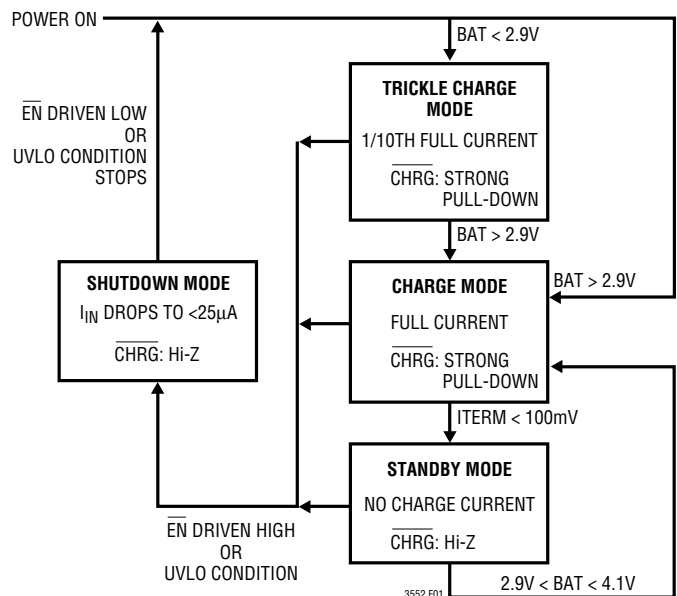 POWER ON
BAT < 2.9V
TRICKLE CHARGE
MODE
1/10TH FULL CURRENT
CHRG: STRONG
PULL-DOWN
EN DRIVEN LOW
OR
UVLO CONDITION
STOPS
BAT > 2.9V
SHUTDOWN MODE
IIN DROPS TO <25µA
CHRG: Hi-Z
CHARGE MODE
FULL CURRENT
CHRG: STRONG
PULL-DOWN
BAT > 2.9V
ITERM < 100mV
STANDBY MODE
NO CHARGE CURRENT
CHRG: Hi-Z
EN DRIVEN HIGH
OR
UVLO CONDITION
3552 F01
2.9V < BAT < 4.1V